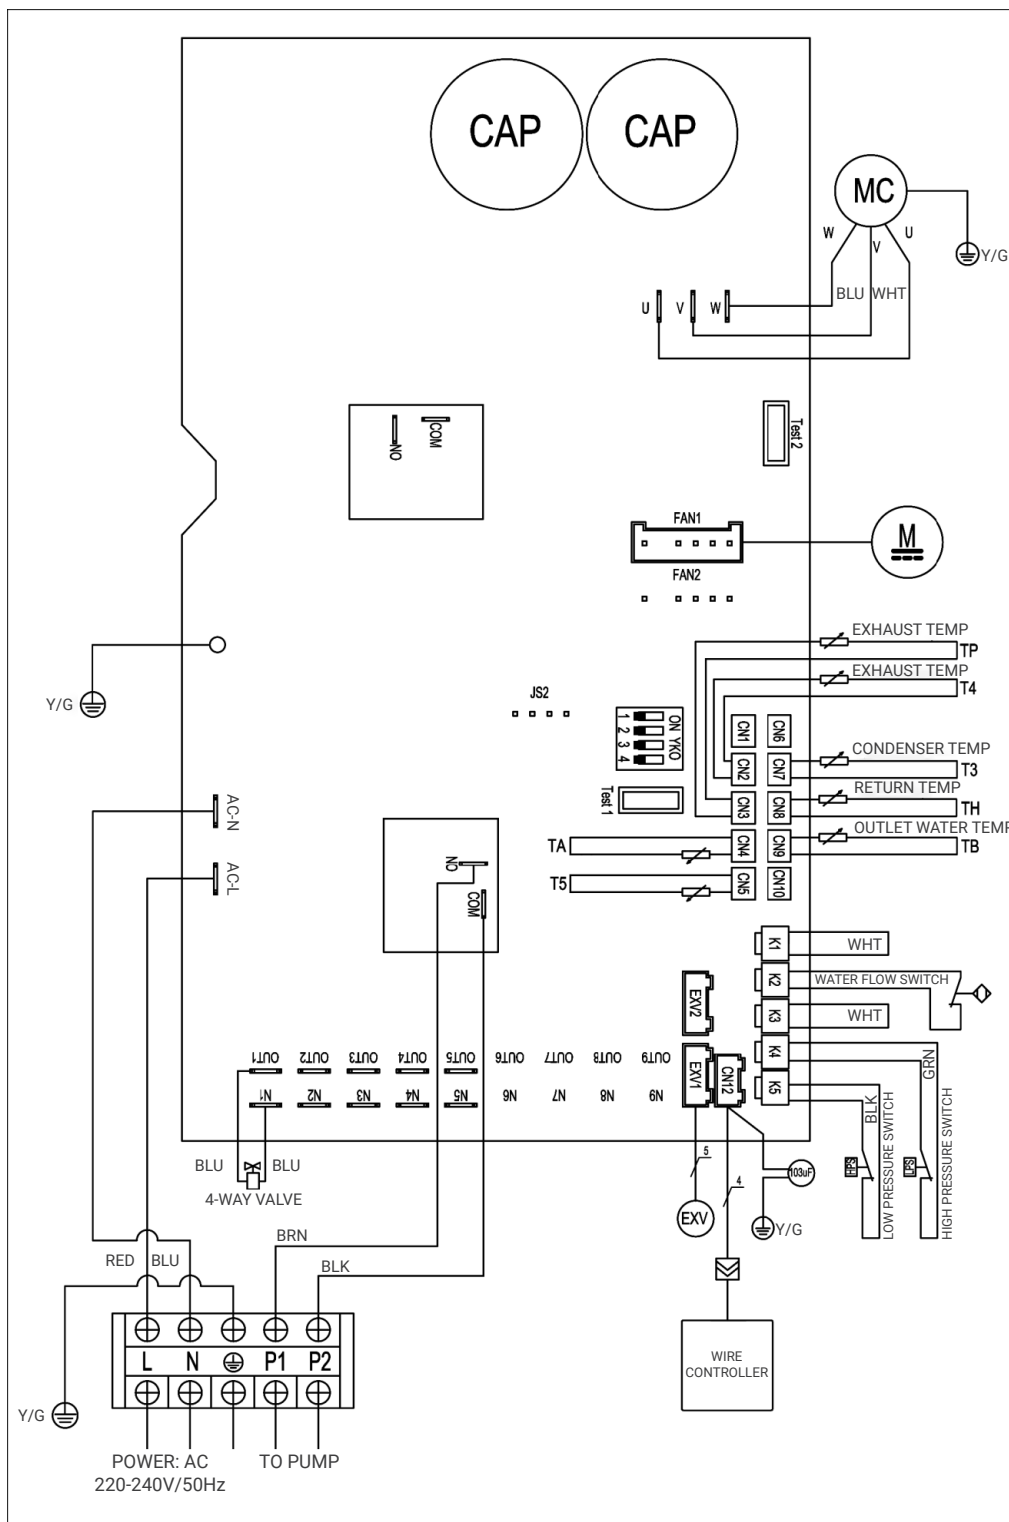 CAP
CAP
MC
W
V
U
Y/G
BLU
WHT
U
V
W
Test 2
COM
NO
FAN1
M
FAN2
EXHAUST TEMP
TP
EXHAUST TEMP
T4
Y/G
JS2
1
2
3
4
ON YKO
CN1
CN6
CN2
CN7
CONDENSER TEMP
T3
Test 1
CN3
CN8
RETURN TEMP
TH
AC-N
TA
CN4
CN9
OUTLET WATER TEMP
TB
AC-L
NO
COM
T5
CN5
CN10
K1
WHT
K2
WATER FLOW SWITCH
K3
WHT
EXV2
K4
GRN
OUT1
OUT2
OUT3
OUT4
OUT5
OUT6
OUT7
OUT8
OUT9
EXV1
CN12
K5
BLK
N1
N2
N3
N4
N5
N6
N7
N8
N9
BLU
BLU
4-WAY VALVE
5
4
103uF
HPS
LPS
LOW PRESSURE SWITCH
HIGH PRESSURE SWITCH
EXV
Y/G
BRN
RED
BLU
BLK
L
N
P1
P2
WIRE
CONTROLLER
Y/G
POWER: AC
220-240V/50Hz
TO PUMP